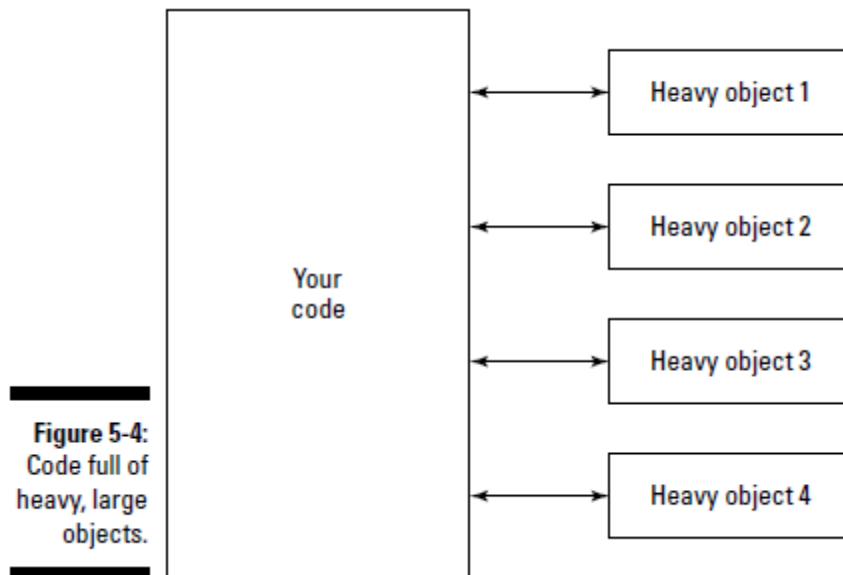 Heavy object 1
Heavy object 2
Your
code
Heavy object 3
Heavy object 4
Figure 5-4:
Code full of
heavy, large
objects.